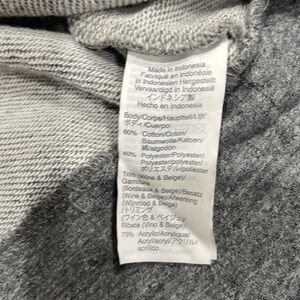 Made in Indonesia
Fabriqué en Indonésie
in Indonesien Hergestellt
Vervaardigd in Indonesië
インドネシア製
Hecho en Indonesia
Body/Corps/Hauptteil/Lijf/
ボディ/Cuerpo:
60% Cotton/Coton/
Baumwolle/Katoen/
綿/algodón
40% Polyester/Polyester/
Polyester/polyester/
ポリエステル/poliéster
Trim (Wine & Beige)/
Garniture
(Bordeaux & Beige)/Besatz
(Wine & Beige)/Afwerking
(Wijnrood & Beige)/
トリミング
(ワイン色 & ベイジュ)/
Ribete (Vino & Beige):
75% Acrylic/Acrylique/
Acryl/acryl/アクリル/
acrílico